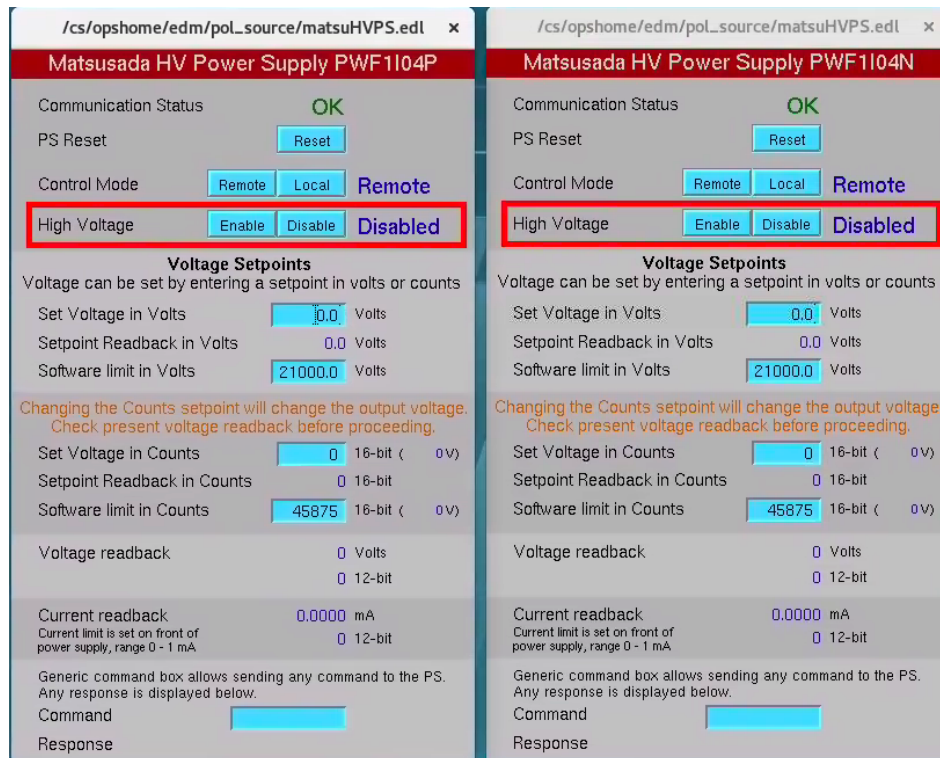 /cs/opshome/edm/pol_source/matsuHVPS.edl ×
Matsusada HV Power Supply PWF1I04P
Communication Status OK
PS Reset Reset
Control Mode Remote Local Remote
High Voltage Enable Disable Disabled
Voltage Setpoints
Voltage can be set by entering a setpoint in volts or counts
Set Voltage in Volts 0.0 Volts
Setpoint Readback in Volts 0.0 Volts
Software limit in Volts 21000.0 Volts
Changing the Counts setpoint will change the output voltage.
Check present voltage readback before proceeding.
Set Voltage in Counts 0 16-bit ( 0 V)
Setpoint Readback in Counts 0 16-bit
Software limit in Counts 45875 16-bit ( 0 V)
Voltage readback 0 Volts
0 12-bit
Current readback 0.0000 mA
Current limit is set on front of
power supply, range 0 - 1 mA 0 12-bit
Generic command box allows sending any command to the PS.
Any response is displayed below.
Command
Response
/cs/opshome/edm/pol_source/matsuHVPS.edl ×
Matsusada HV Power Supply PWF1I04N
Communication Status OK
PS Reset Reset
Control Mode Remote Local Remote
High Voltage Enable Disable Disabled
Voltage Setpoints
Voltage can be set by entering a setpoint in volts or counts
Set Voltage in Volts 0.0 Volts
Setpoint Readback in Volts 0.0 Volts
Software limit in Volts 21000.0 Volts
Changing the Counts setpoint will change the output voltage
Check present voltage readback before proceeding.
Set Voltage in Counts 0 16-bit ( 0 V)
Setpoint Readback in Counts 0 16-bit
Software limit in Counts 45875 16-bit ( 0 V)
Voltage readback 0 Volts
0 12-bit
Current readback 0.0000 mA
Current limit is set on front of
power supply, range 0 - 1 mA 0 12-bit
Generic command box allows sending any command to the PS.
Any response is displayed below.
Command
Response